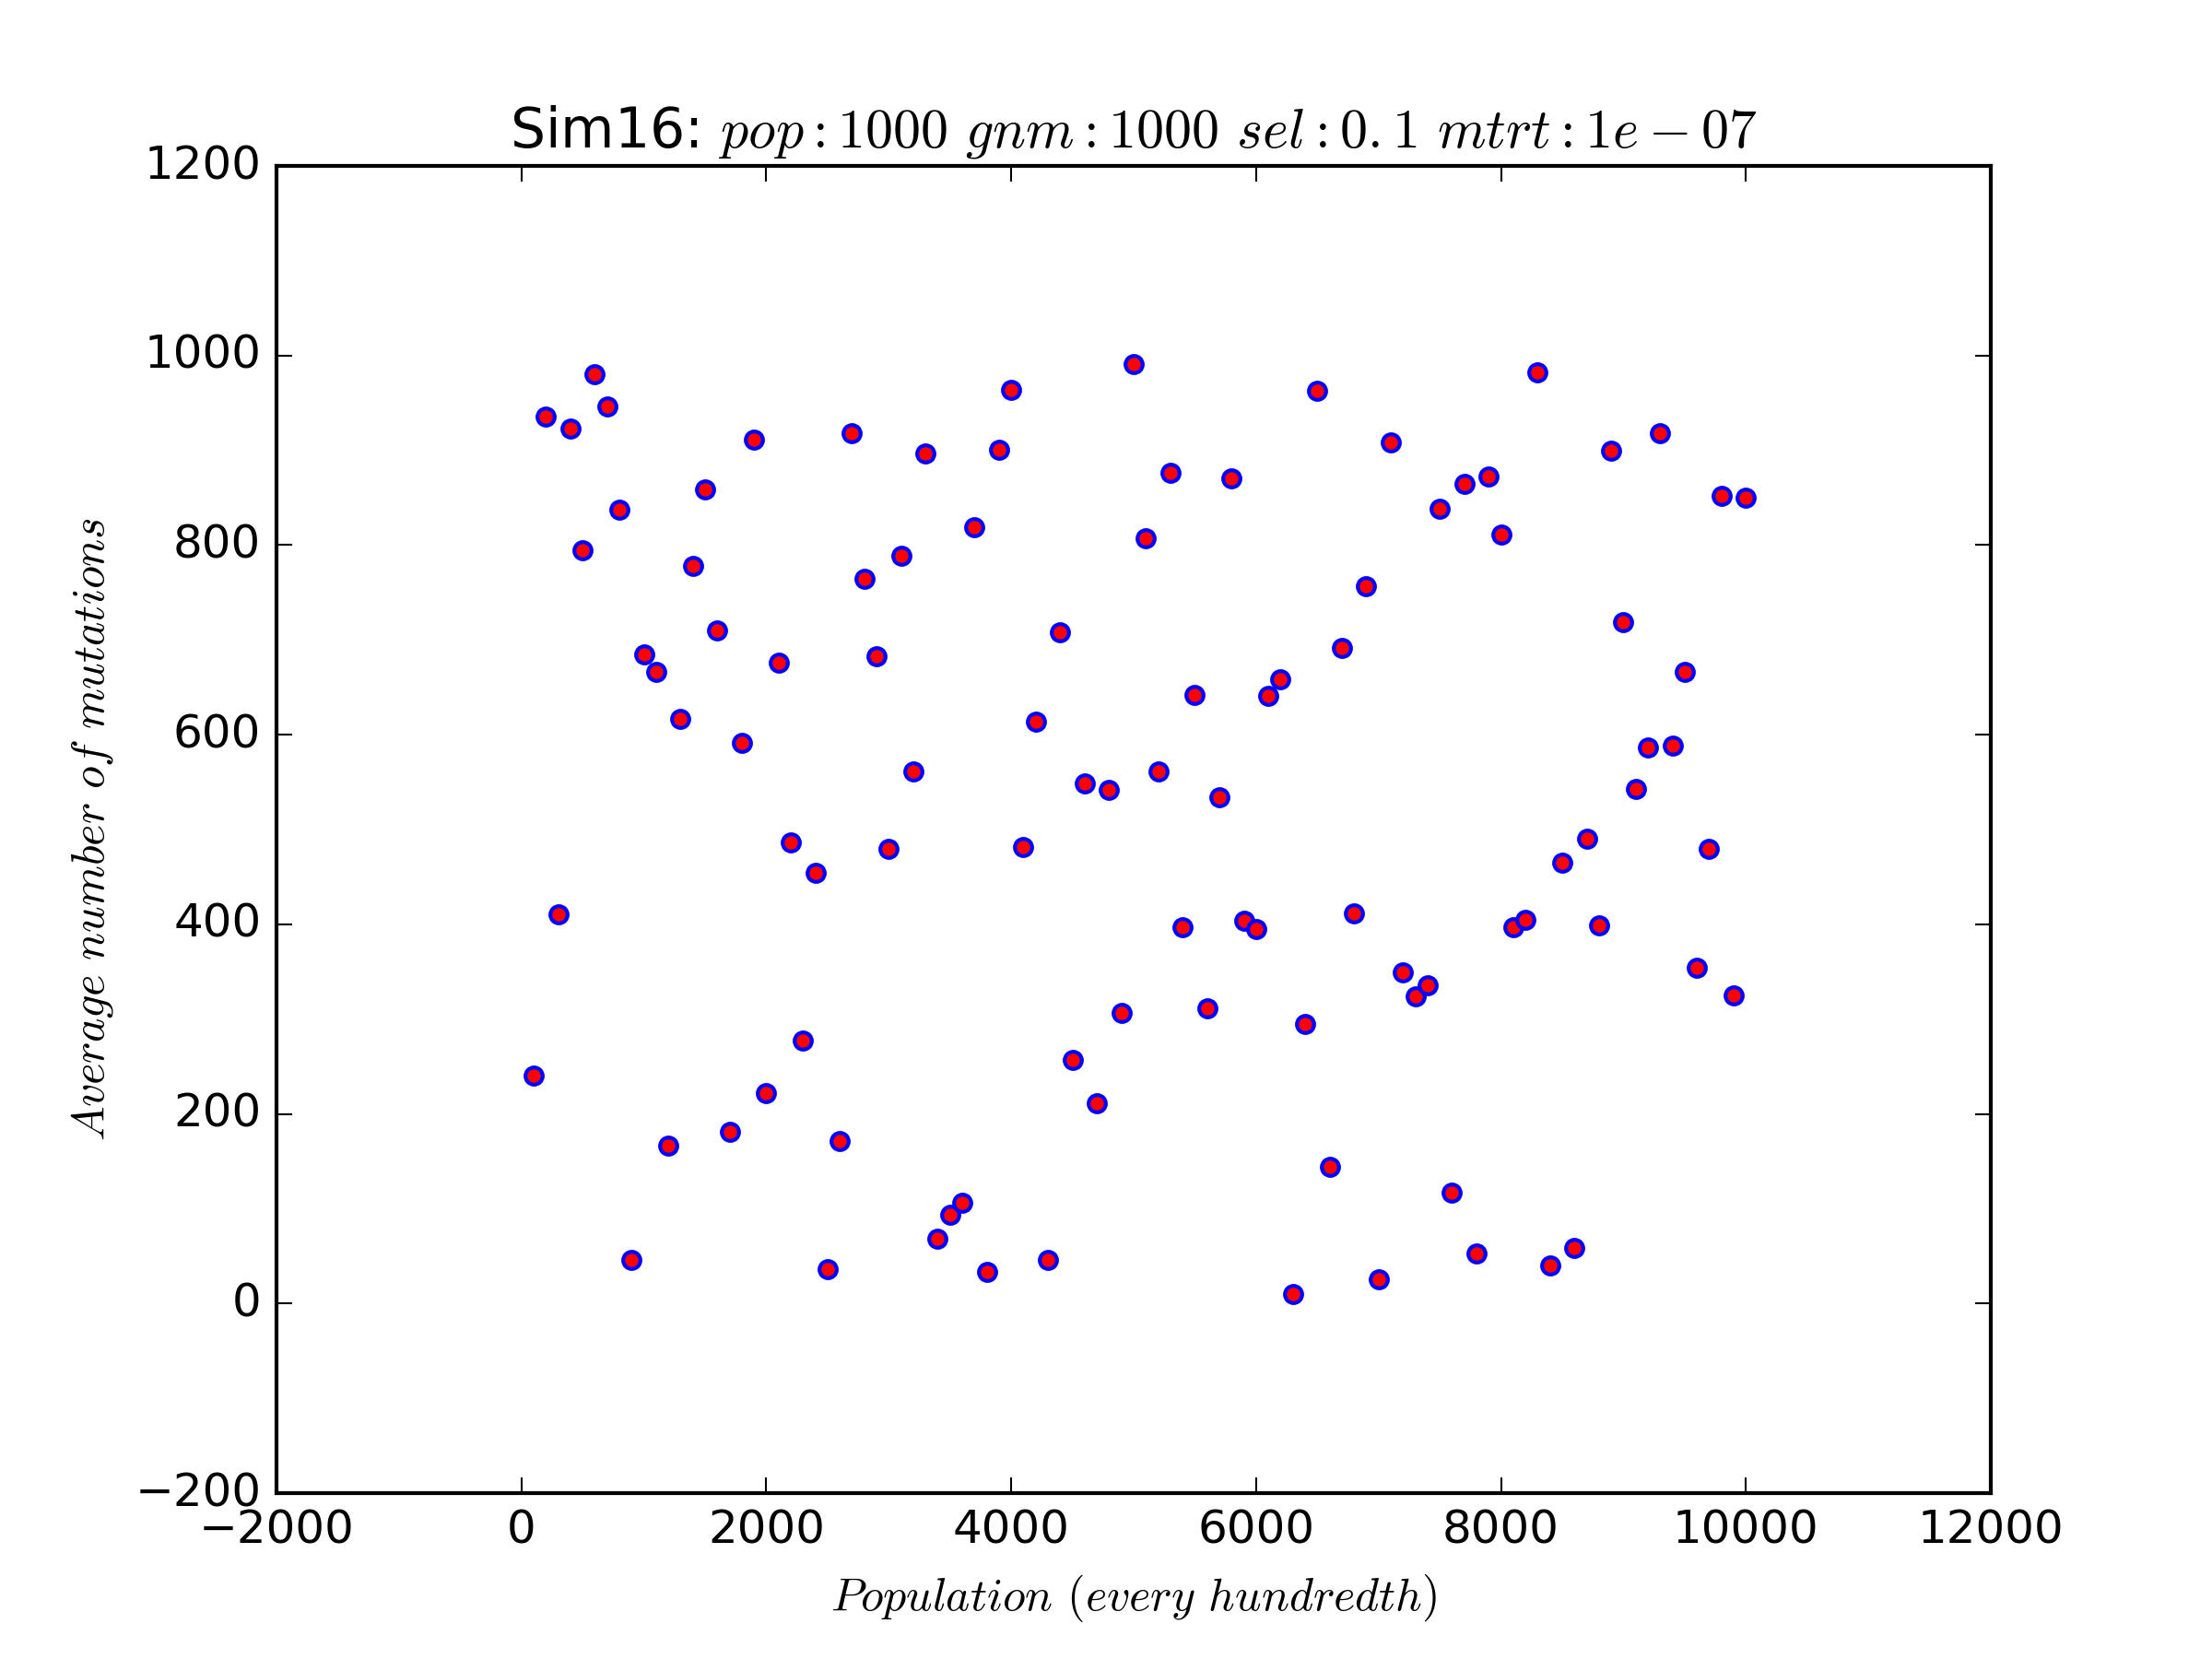 Sim16: pop : 1000 gnm : 1000 sel : 0.1 mtrt : 1e − 07
1200
1000
800
600
400
200
0
−200
Average number of mutations
−2000 0 2000 4000 6000 8000 10000 12000
Population (every hundredth)